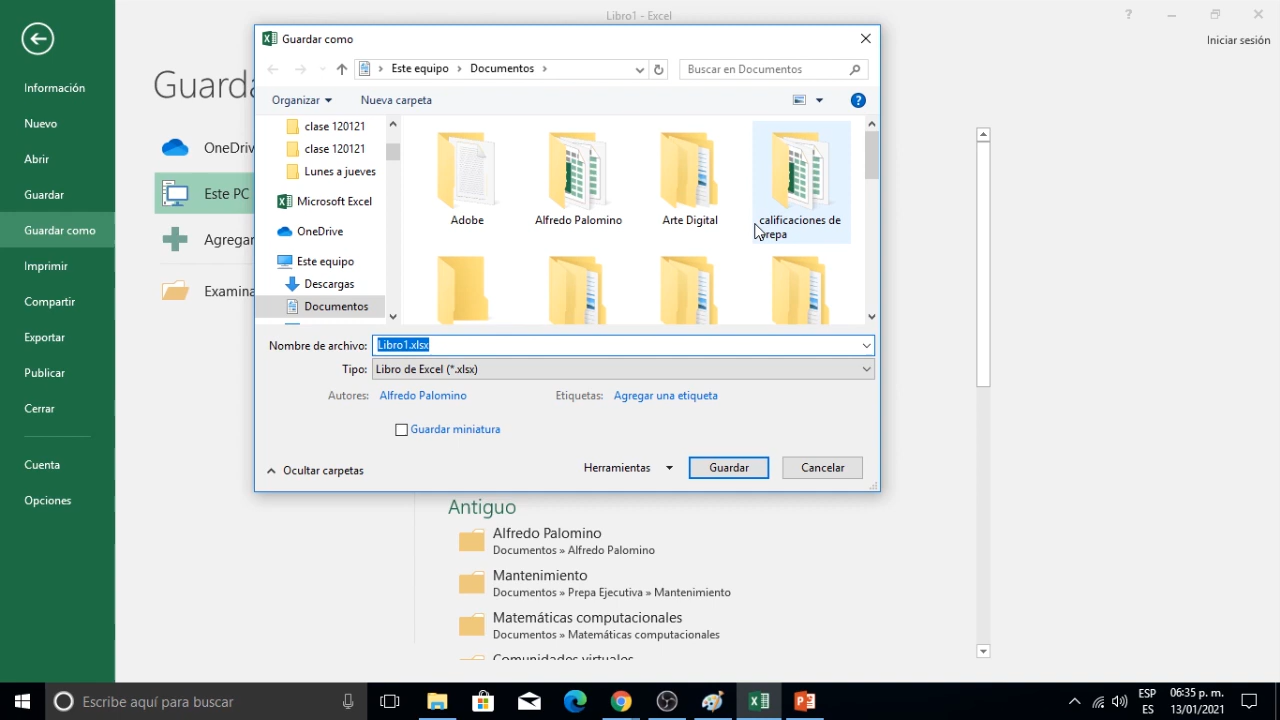 Libro1 - Excel
?
Iniciar sesión
Información
Nuevo
Abrir
Guardar
Guardar como
Imprimir
Compartir
Exportar
Publicar
Cerrar
Cuenta
Opciones
Este PC
Guardar como
Este equipo
Documentos
Buscar en Documentos
Organizar
Nueva carpeta
?
clase 120121
clase 120121
Lunes a jueves
Microsoft Excel
OneDrive
Este equipo
Descargas
Documentos
Adobe
Alfredo Palomino
Arte Digital
calificaciones de
Nombre de archivo:
Libro1.xlsx
Tipo:
Libro de Excel (*.xlsx)
Autores:
Alfredo Palomino
Etiquetas:
Agregar una etiqueta
Guardar miniatura
Ocultar carpetas
Herramientas
Guardar
Cancelar
Antiguo
Alfredo Palomino
Documentos » Alfredo Palomino
Mantenimiento
Documentos » Prepa Ejecutiva » Mantenimiento
Matemáticas computacionales
Documentos » Matemáticas computacionales
Comunidades virtuales
Escribe aquí para buscar
ESP
ES
06:35 p. m.
13/01/2021